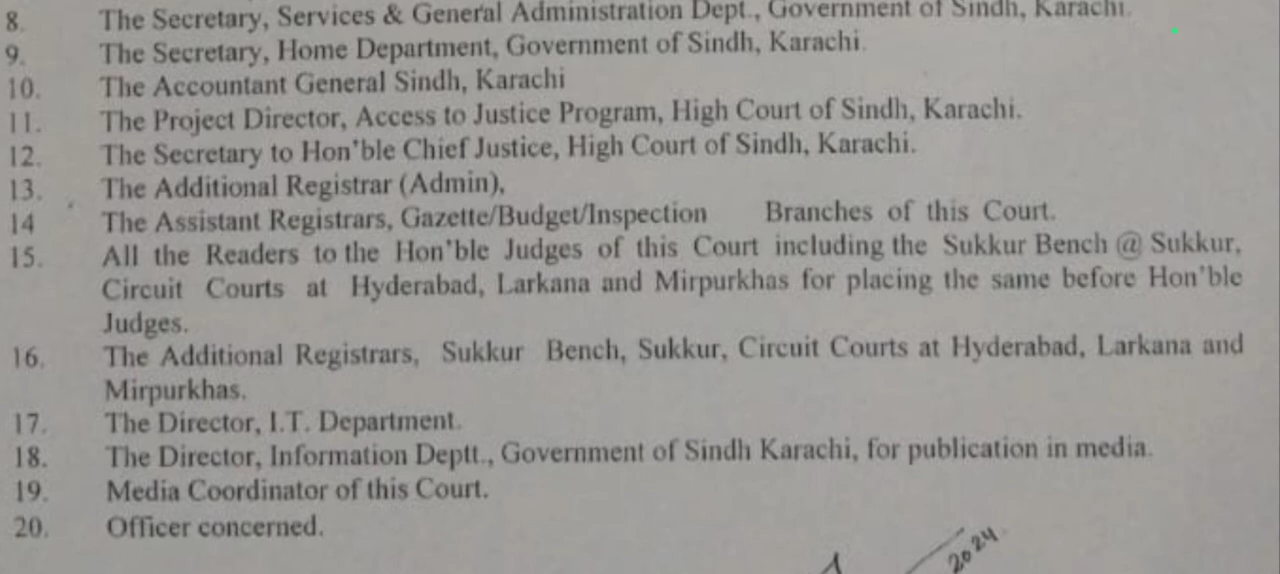 8. The Secretary, Services & General Administration Dept., Government of Sindh, Karachi.
9. The Secretary, Home Department, Government of Sindh, Karachi.
10. The Accountant General Sindh, Karachi
11. The Project Director, Access to Justice Program, High Court of Sindh, Karachi.
12. The Secretary to Hon'ble Chief Justice, High Court of Sindh, Karachi.
13. The Additional Registrar (Admin),
14 The Assistant Registrars, Gazette/Budget/Inspection Branches of this Court.
15. All the Readers to the Hon'ble Judges of this Court including the Sukkur Bench @ Sukkur,
Circuit Courts at Hyderabad, Larkana and Mirpurkhas for placing the same before Hon'ble
Judges.
16. The Additional Registrars, Sukkur Bench, Sukkur, Circuit Courts at Hyderabad, Larkana and
Mirpurkhas.
17. The Director, I.T. Department.
18. The Director, Information Deptt., Government of Sindh Karachi, for publication in media.
19. Media Coordinator of this Court.
20. Officer concerned.
2024